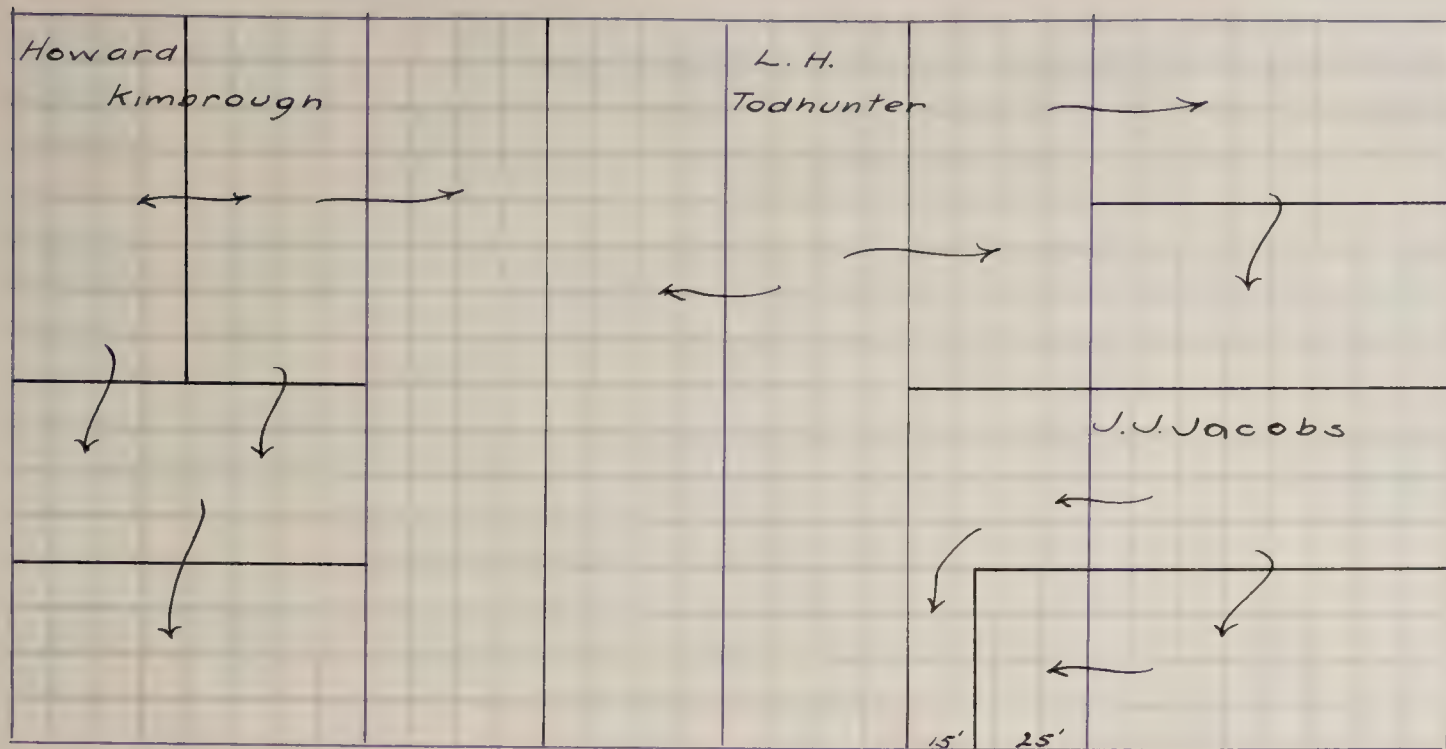 Howard
Kimbrough
L. H.
Todhunter
J.J. Jacobs
15' 25'